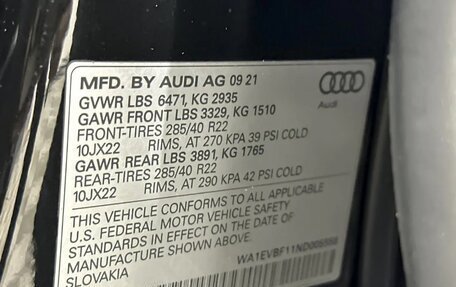 MFD. BY AUDI AG 09 21
GVWR LBS 6471, KG 2935
GAWR FRONT LBS 3329, KG 1510
FRONT-TIRES 285/40 R22
10JX22 RIMS, AT 270 KPA 39 PSI COLD
GAWR REAR LBS 3891, KG 1765
REAR-TIRES 285/40 R22
10JX22 RIMS, AT 290 KPA 42 PSI COLD
THIS VEHICLE CONFORMS TO ALL APPLICABLE
U.S. FEDERAL MOTOR VEHICLE SAFETY
STANDARDS IN EFFECT ON THE DATE OF
MANUFACTURE SHOWN ABOVE.
SLOVAKIA
Audi